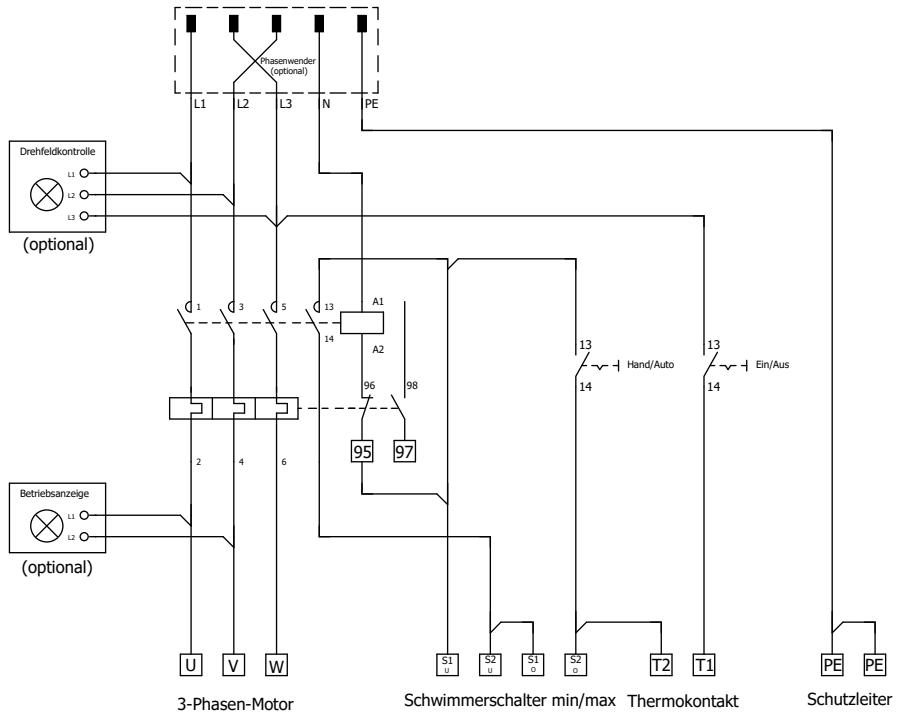 Phasenwender
(optional)
L1 L2 L3 N PE
Drehfeldkontrolle
L1
L2
L3
(optional)
1 3 5 13 A1
14 A2
13 13
Hand/Auto Ein/Aus
14 14
96 98
95 97
2 4 6
Betriebsanzeige
L1
L2
(optional)
U V W S1 U S2 U S1 O S2 O T2 T1 PE PE
3-Phasen-Motor Schwimmerschalter min/max Thermokontakt Schutzleiter